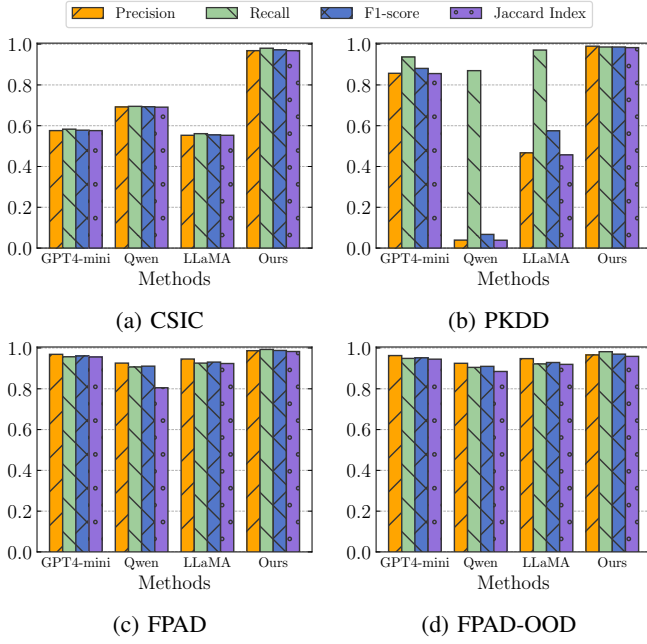 Precision Recall F1-score Jaccard Index
1.0 1.0
0.8 0.8
0.6 0.6
0.4 0.4
0.2 0.2
0.0 0.0
GPT4-mini Qwen LLaMA Ours GPT4-mini Qwen LLaMA Ours
Methods Methods
(a) CSIC (b) PKDD
1.0 1.0
0.8 0.8
0.6 0.6
0.4 0.4
0.2 0.2
0.0 0.0
GPT4-mini Qwen LLaMA Ours GPT4-mini Qwen LLaMA Ours
Methods Methods
(c) FPAD (d) FPAD-OOD